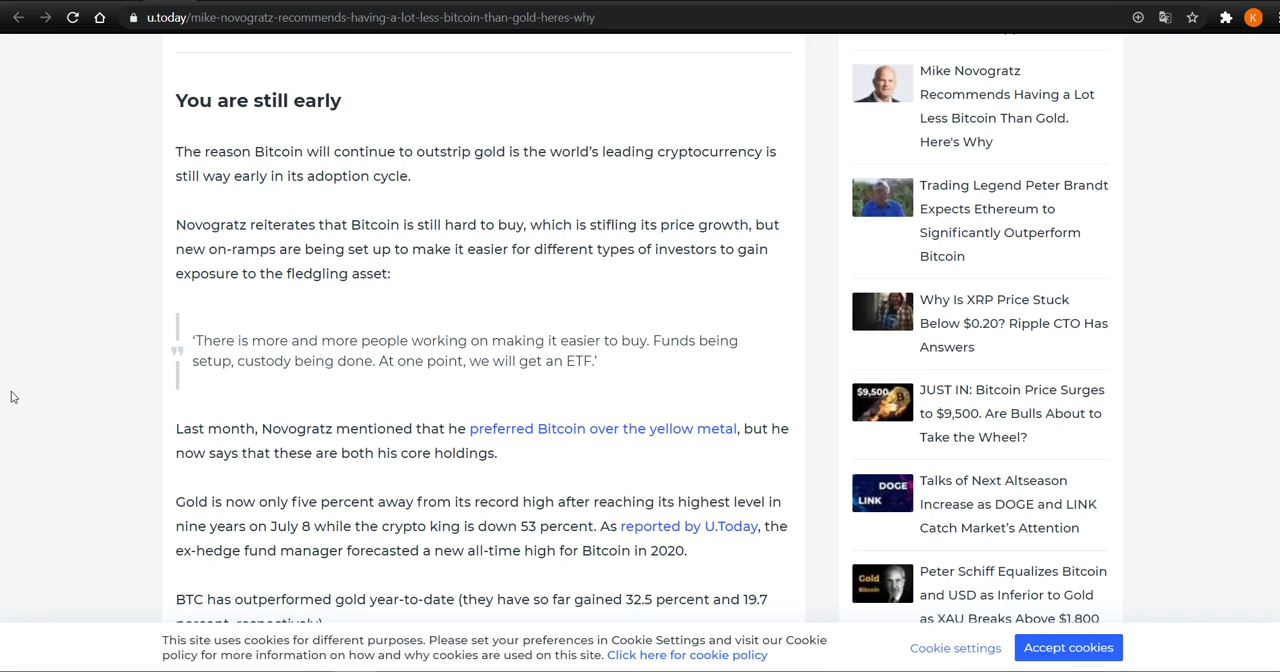 u.today/mike-novogratz-recommends-having-a-lot-less-bitcoin-than-gold-heres-why
K
You are still early
The reason Bitcoin will continue to outstrip gold is the world's leading cryptocurrency is
still way early in its adoption cycle.
Novogratz reiterates that Bitcoin is still hard to buy, which is stifling its price growth, but
new on-ramps are being set up to make it easier for different types of investors to gain
exposure to the fledgling asset:
‘There is more and more people working on making it easier to buy. Funds being
setup, custody being done. At one point, we will get an ETF.’
Last month, Novogratz mentioned that he preferred Bitcoin over the yellow metal, but he
now says that these are both his core holdings.
Gold is now only five percent away from its record high after reaching its highest level in
nine years on July 8 while the crypto king is down 53 percent. As reported by U.Today, the
ex-hedge fund manager forecasted a new all-time high for Bitcoin in 2020.
BTC has outperformed gold year-to-date (they have so far gained 32.5 percent and 19.7
percent, respectively)
Mike Novogratz
Recommends Having a Lot
Less Bitcoin Than Gold.
Here's Why
Trading Legend Peter Brandt
Expects Ethereum to
Significantly Outperform
Bitcoin
Why Is XRP Price Stuck
Below $0.20? Ripple CTO Has
Answers
$9,500
JUST IN: Bitcoin Price Surges
to $9,500. Are Bulls About to
Take the Wheel?
DOGE
LINK
Talks of Next Altseason
Increase as DOGE and LINK
Catch Market's Attention
Gold
Bitcoin
Peter Schiff Equalizes Bitcoin
and USD as Inferior to Gold
as XAU Breaks Above $1,800
This site uses cookies for different purposes. Please set your preferences in Cookie Settings and visit our Cookie
policy for more information on how and why cookies are used on this site. Click here for cookie policy
Cookie settings
Accept cookies